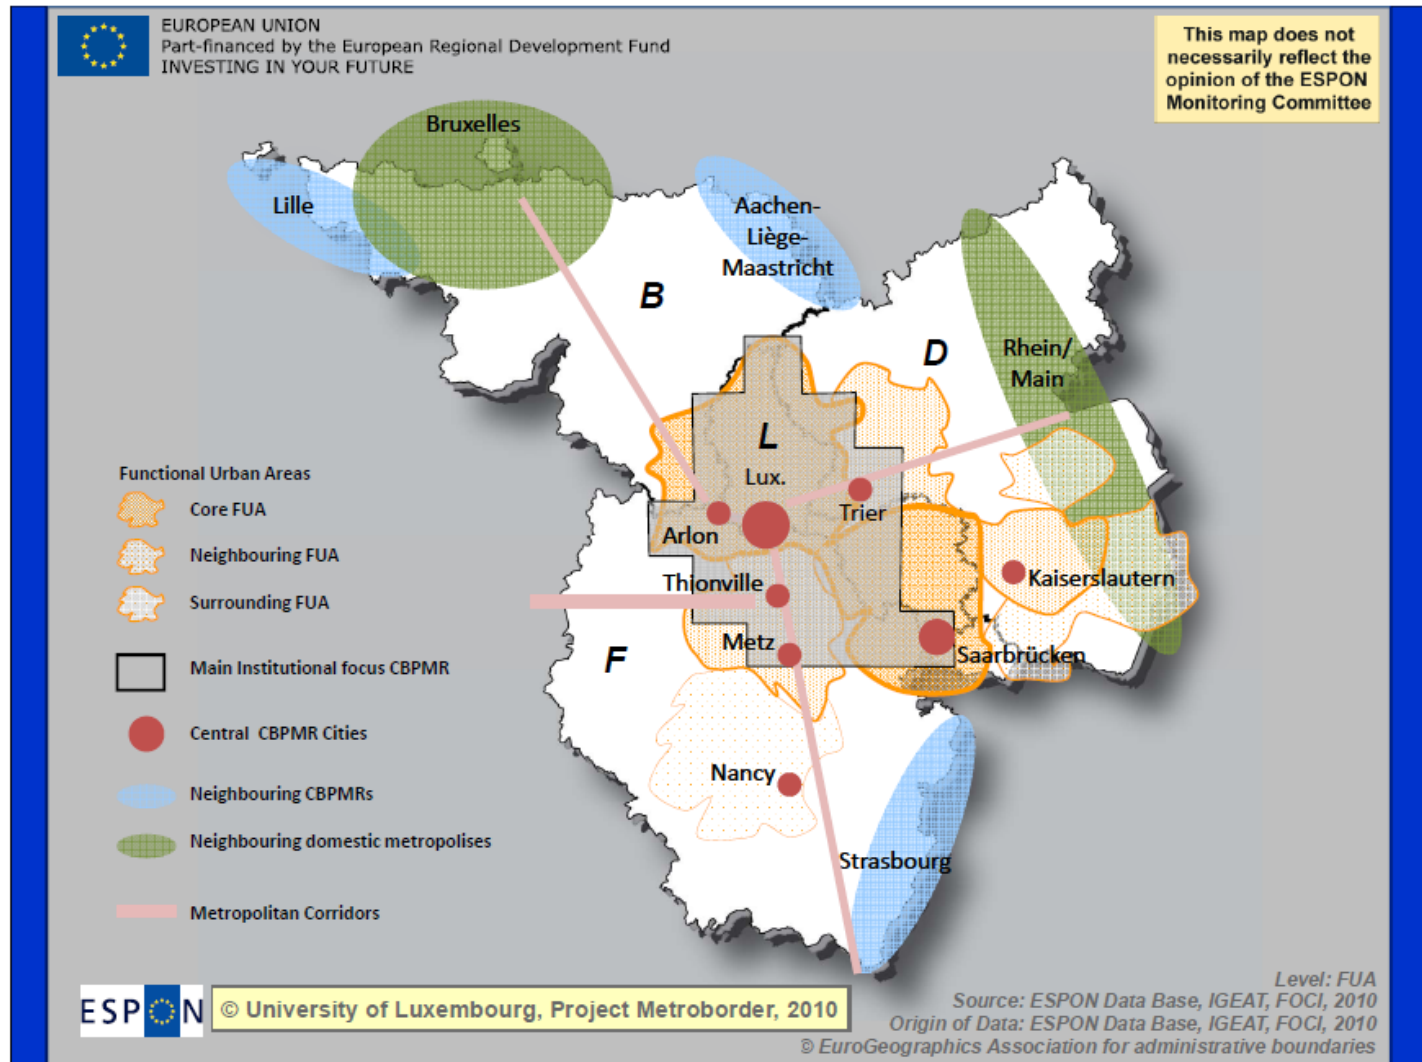 EUROPEAN UNION
Part-financed by the European Regional Development Fund
INVESTING IN YOUR FUTURE
This map does not
necessarily reflect the
opinion of the ESPON
Monitoring Committee
Bruxelles
Lille
Aachen-
Liège-
Maastricht
B
D
Rhein/
Main
L
Lux.
Trier
Arlon
Thionville
Kaiserslautern
Metz
Saarbrücken
F
Nancy
Strasbourg
Functional Urban Areas
Core FUA
Neighbouring FUA
Surrounding FUA
Main Institutional focus CBPMR
Central CBPMR Cities
Neighbouring CBPMRs
Neighbouring domestic metropolises
Metropolitan Corridors
ESPON
© University of Luxembourg, Project Metroborder, 2010
Level: FUA
Source: ESPON Data Base, IGEAT, FOCI, 2010
Origin of Data: ESPON Data Base, IGEAT, FOCI, 2010
© EuroGeographics Association for administrative boundaries